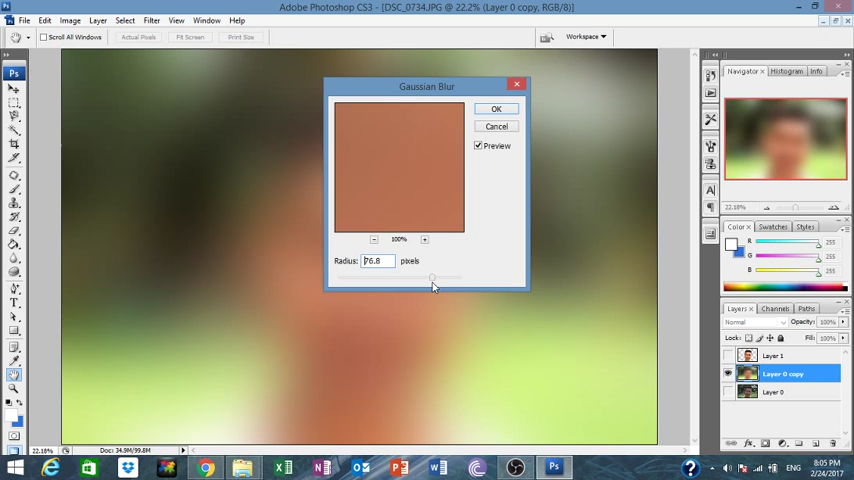 Adobe Photoshop CS3 - [DSC_0734.JPG @ 22.2% (Layer 0 copy, RGB/8)]
File Edit Image Layer Select Filter View Window Help
Scroll All Windows Actual Pixels Fit Screen Print Size Workspace
Ps
Gaussian Blur
OK
Cancel
Preview
100%
Radius: 76.8 pixels
Navigator Histogram Info
22.18%
Color Swatches Styles
R 255
G 255
B 255
Layers Channels Paths
Normal Opacity: 100%
Lock: Fill: 100%
Layer 1
Layer 0 copy
Layer 0
22.18% Doc: 34.9M/99.8M
ENG
8:05 PM
2/24/2017